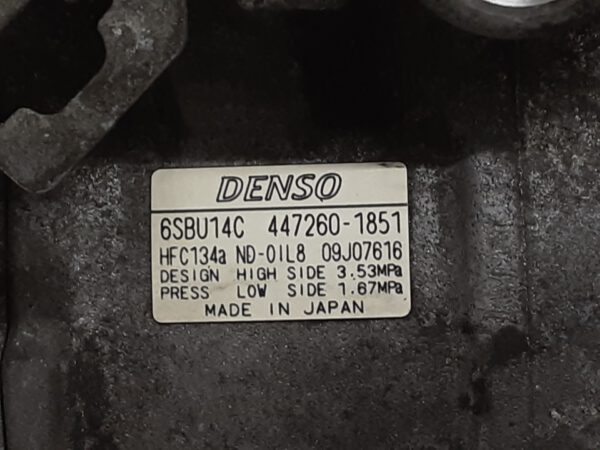 DENSO
6SBU14C 447260-1851
HFC134a ND-OIL8 09J07616
DESIGN HIGH SIDE 3.53MPa
PRESS LOW SIDE 1.67MPa
MADE IN JAPAN